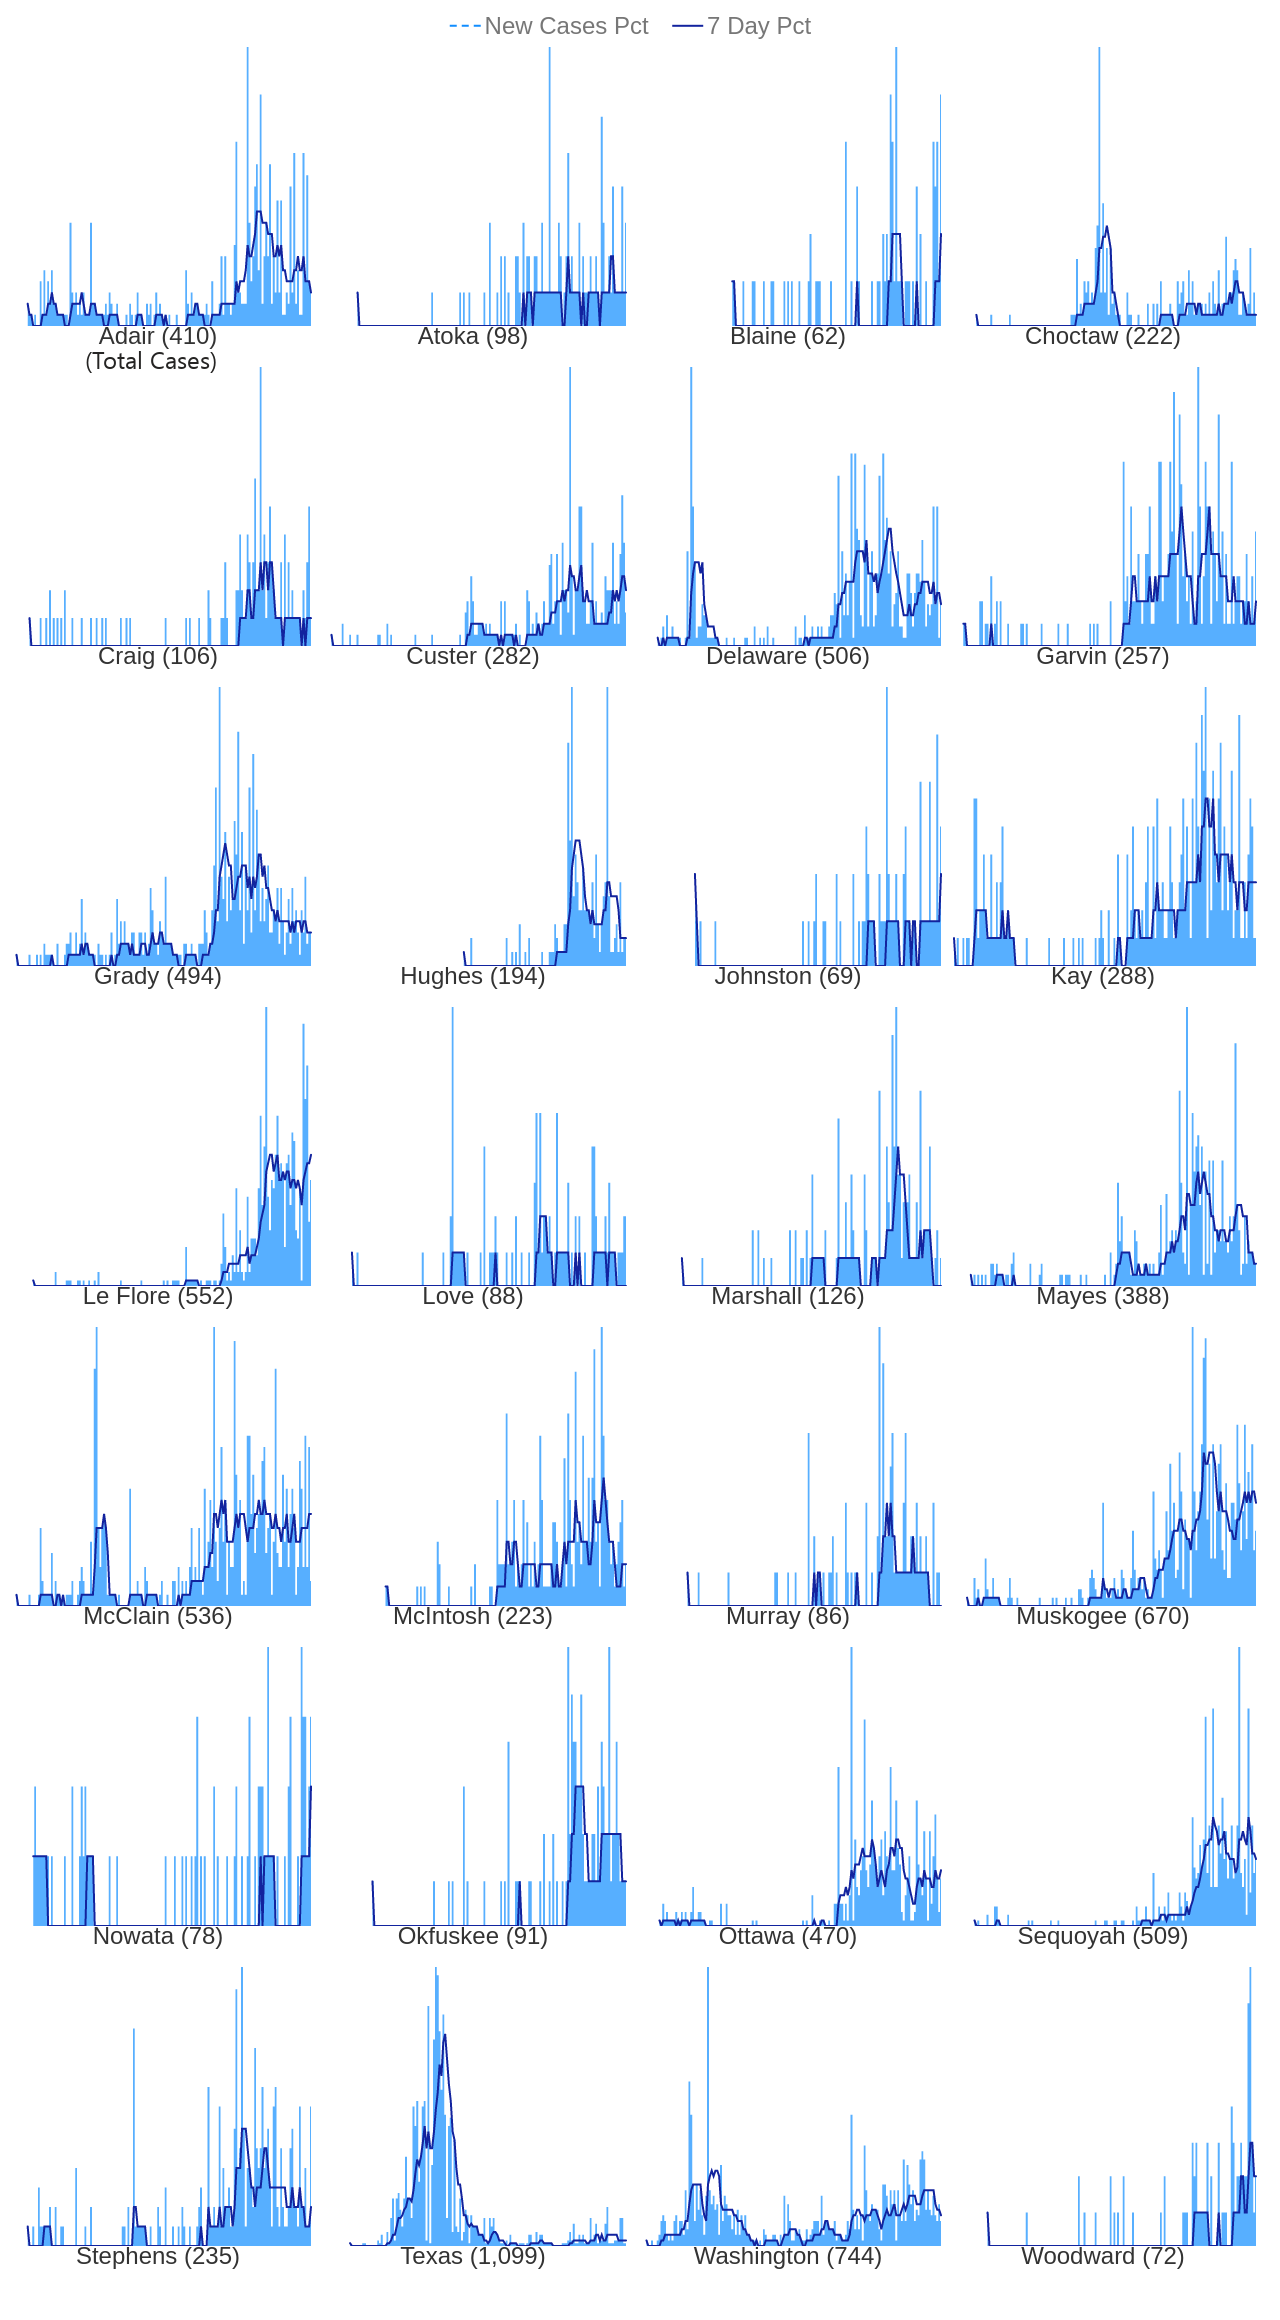 New Cases Pct 7 Day Pct
Adair (410) Atoka (98) Blaine (62) Choctaw (222)
(Total Cases)
Craig (106) Custer (282) Delaware (506) Garvin (257)
Grady (494) Hughes (194) Johnston (69) Kay (288)
Le Flore (552) Love (88) Marshall (126) Mayes (388)
McClain (536) McIntosh (223) Murray (86) Muskogee (670)
Nowata (78) Okfuskee (91) Ottawa (470) Sequoyah (509)
Stephens (235) Texas (1,099) Washington (744) Woodward (72)